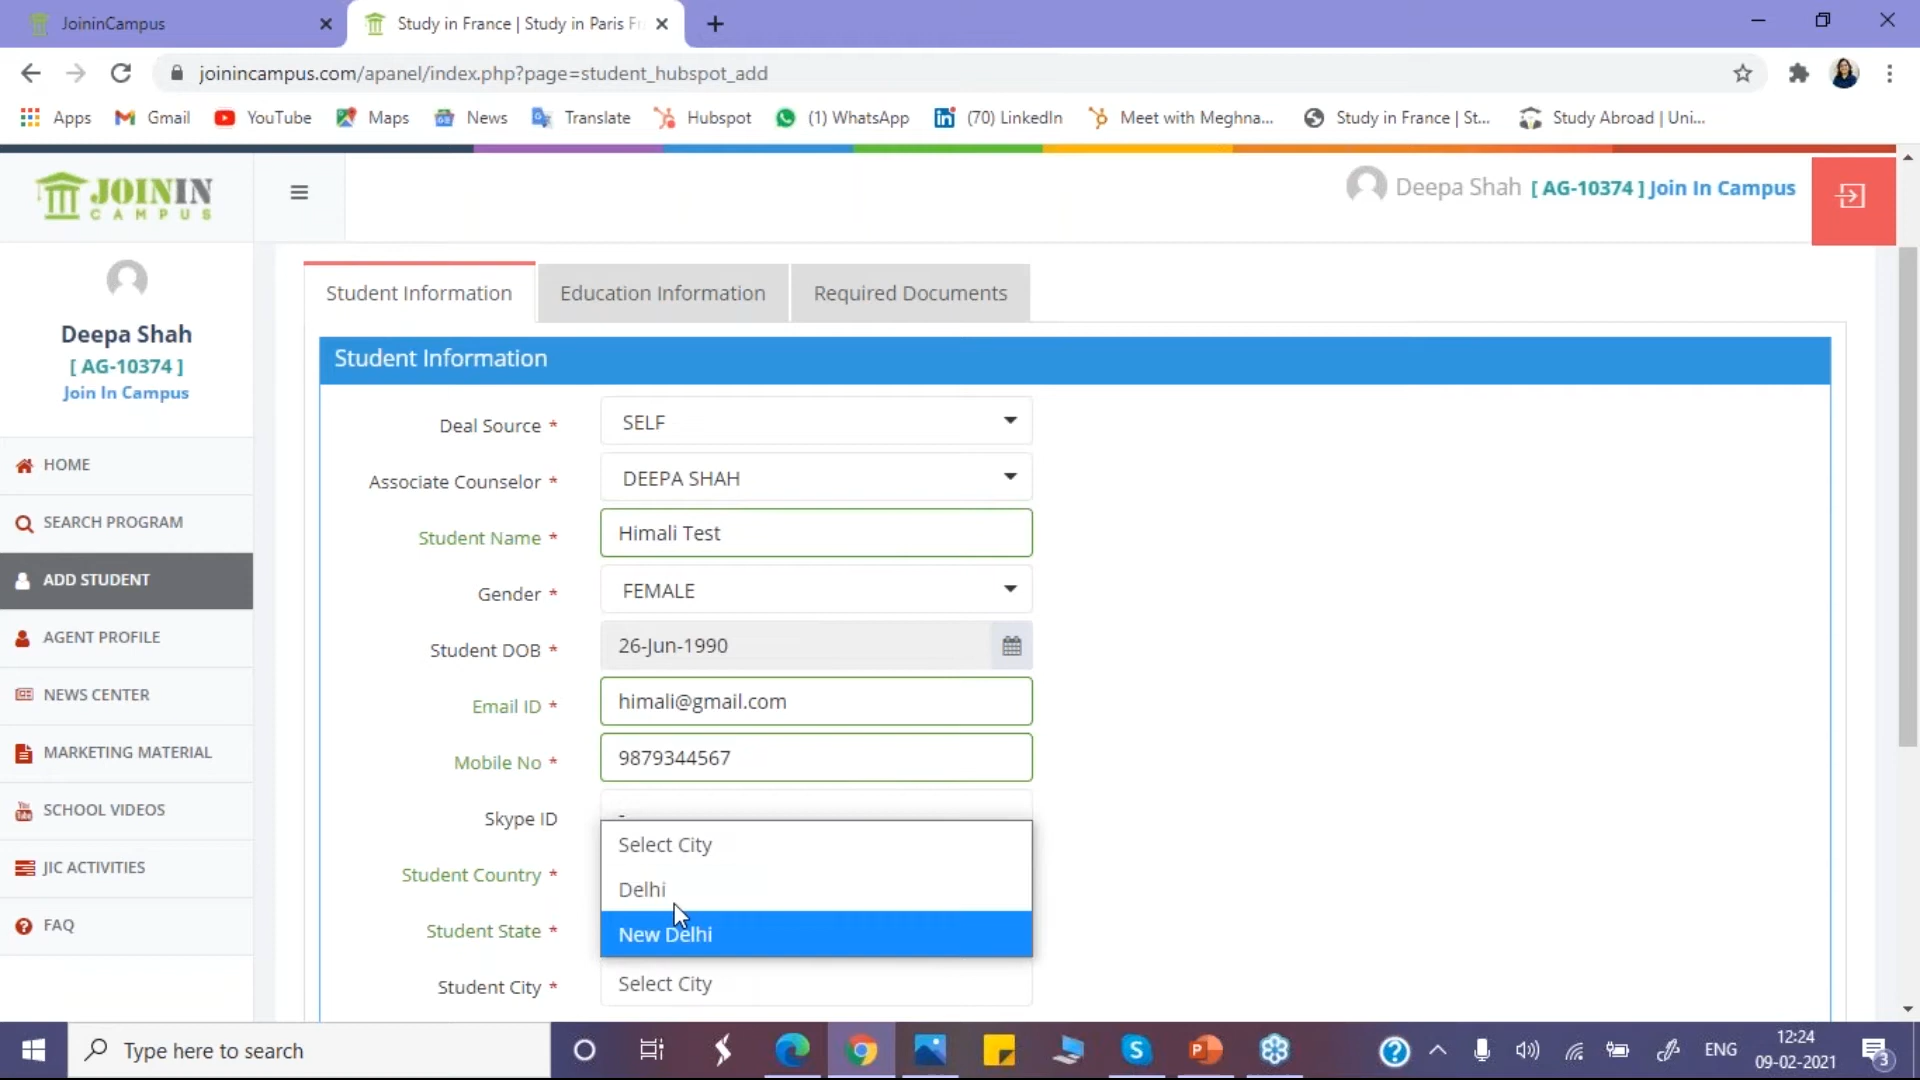 JoininCampus
Study in France | Study in Paris Fr
joinincampus.com/apanel/index.php?page=student_hubspot_add
Apps
Gmail
YouTube
Maps
News
Translate
Hubspot
(1) WhatsApp
(70) LinkedIn
Meet with Meghna...
Study in France | St...
Study Abroad | Uni...
JOININ
CAMPUS
Deepa Shah [ AG-10374 ] Join In Campus
Deepa Shah
[ AG-10374 ]
Join In Campus
HOME
SEARCH PROGRAM
ADD STUDENT
AGENT PROFILE
NEWS CENTER
MARKETING MATERIAL
SCHOOL VIDEOS
JIC ACTIVITIES
FAQ
Student Information
Education Information
Required Documents
Student Information
Deal Source * SELF
Associate Counselor * DEEPA SHAH
Student Name * Himali Test
Gender * FEMALE
Student DOB * 26-Jun-1990
Email ID * himali@gmail.com
Mobile No * 9879344567
Skype ID -
Select City
Student Country *
Delhi
Student State *
New Delhi
Student City * Select City
Type here to search
ENG
12:24
09-02-2021
3